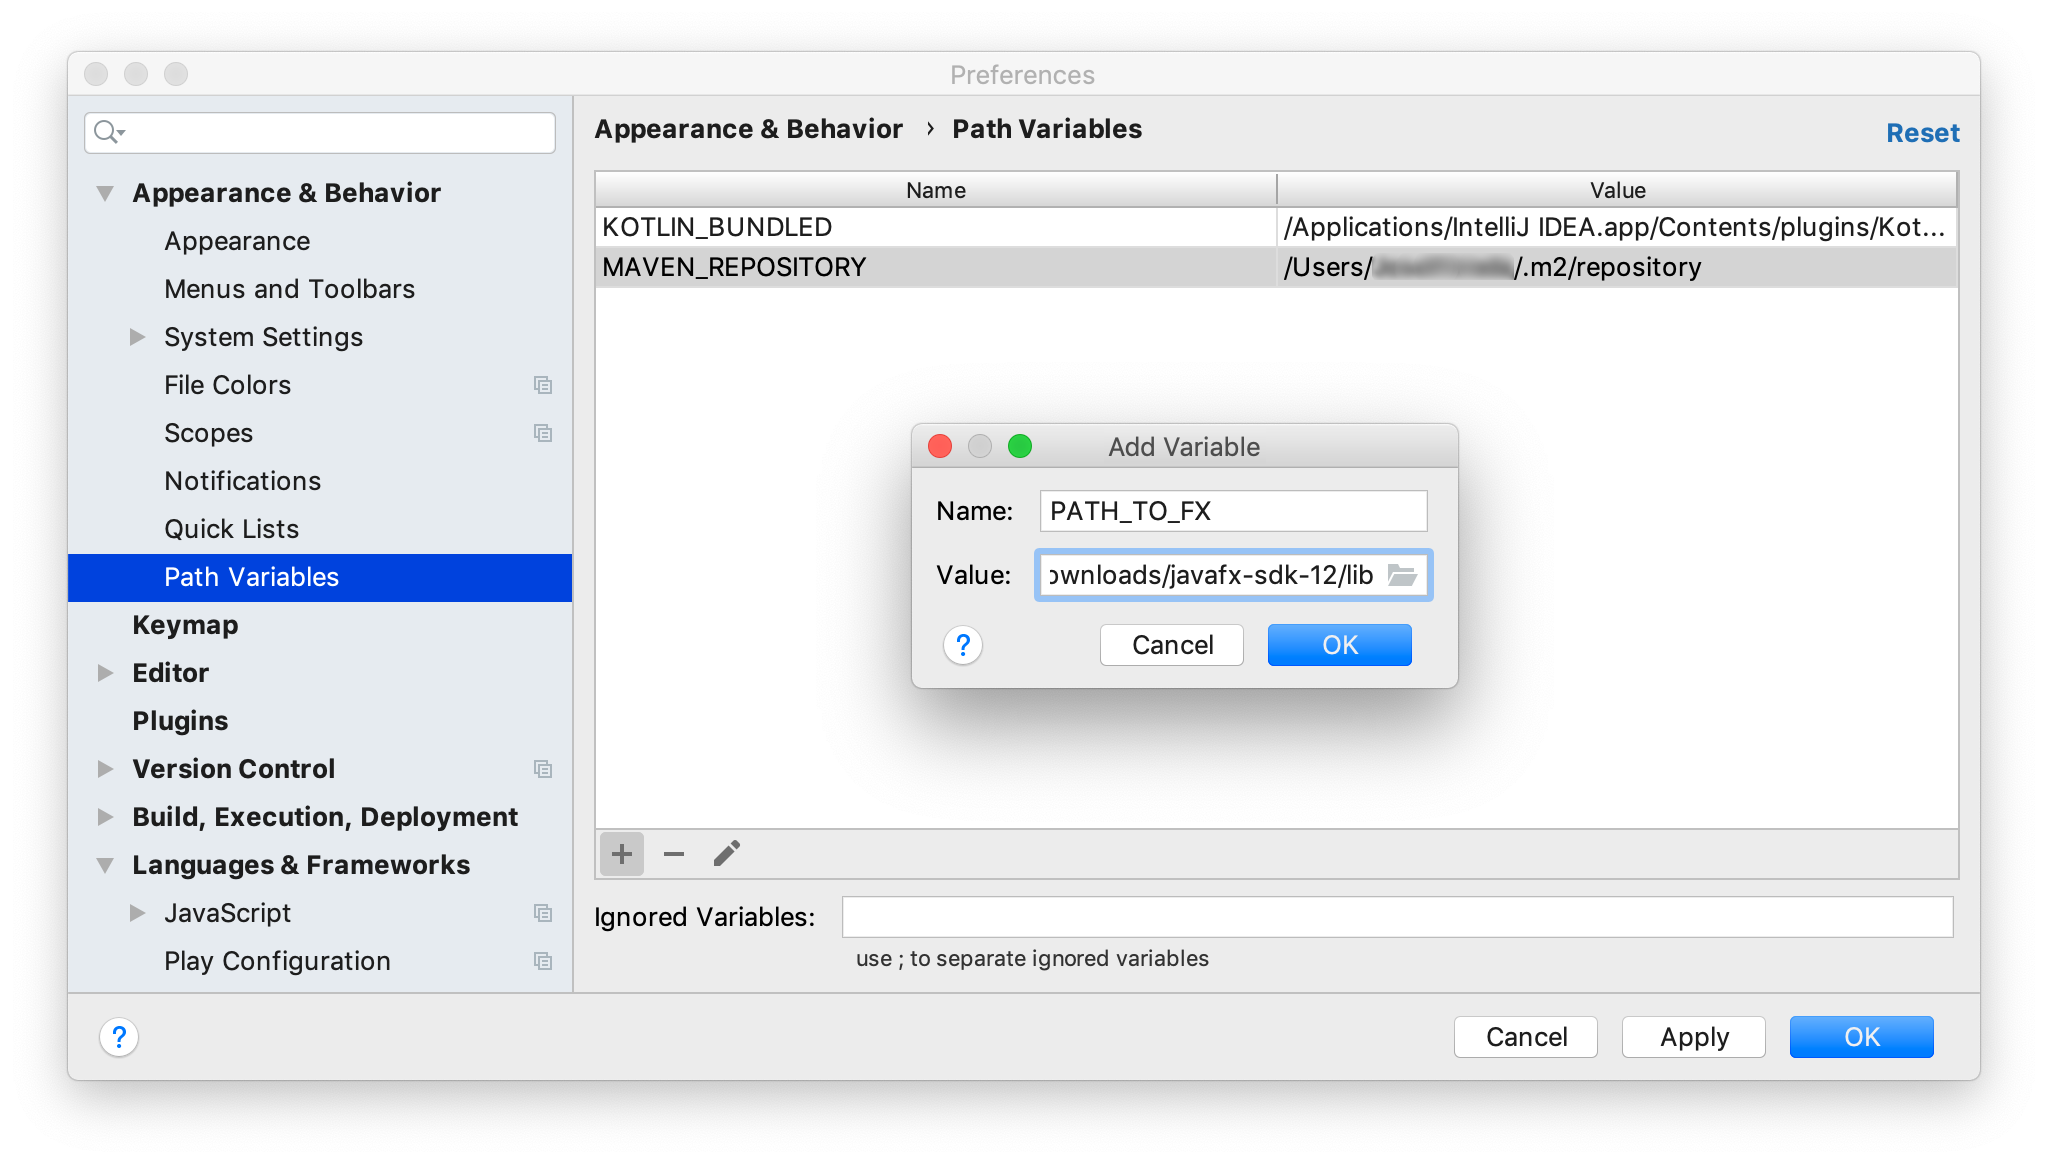 Preferences
Appearance & Behavior
Appearance
Menus and Toolbars
System Settings
File Colors
Scopes
Notifications
Quick Lists
Path Variables
Keymap
Editor
Plugins
Version Control
Build, Execution, Deployment
Languages & Frameworks
JavaScript
Play Configuration
Appearance & Behavior › Path Variables
Reset
Name Value
KOTLIN_BUNDLED /Applications/IntelliJ IDEA.app/Contents/plugins/Kot...
MAVEN_REPOSITORY /Users/ /.m2/repository
Add Variable
Name: PATH_TO_FX
Value: ownloads/javafx-sdk-12/lib
? Cancel OK
Ignored Variables:
use ; to separate ignored variables
? Cancel Apply OK